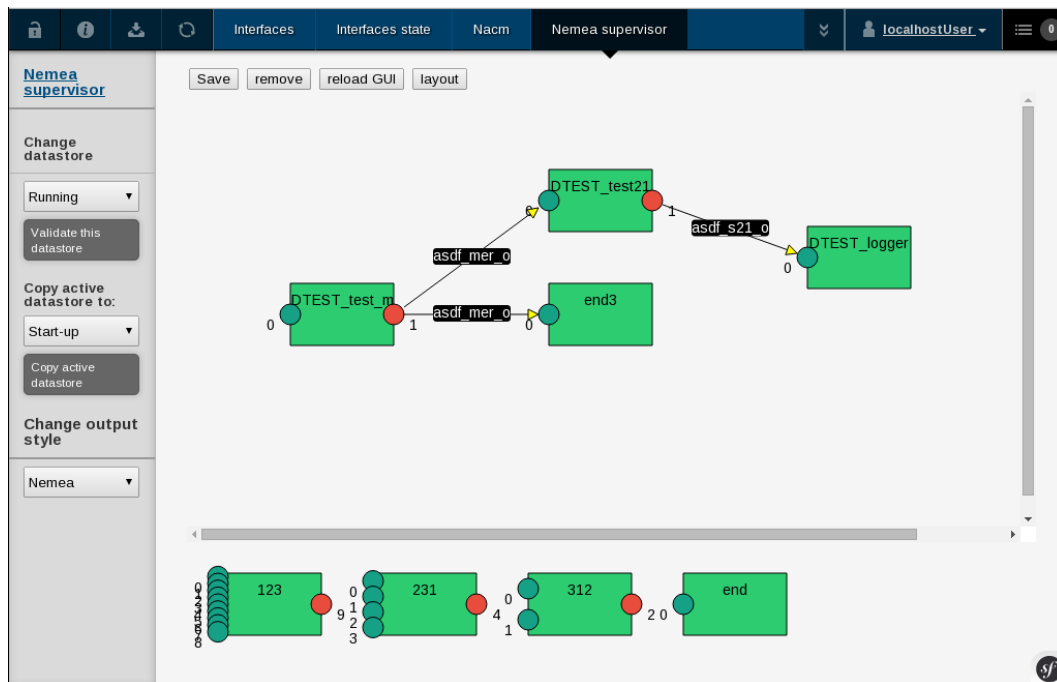 Interfaces Interfaces state Nacm Nemea supervisor localhostUser 0
Nemea
supervisor
Change
datastore
Running
Validate this
datastore
Copy active
datastore to:
Start-up
Copy active
datastore
Change output
style
Nemea
Save remove reload GUI layout
DTEST_test21
1
asdf_s21_o
DTEST_logger
0
asdf_mer_o
DTEST_test_m
0
1
asdf_mer_o
0
end3
123
9
231
0
1
2
3
4
312
0
1
2
0
end
8
sf